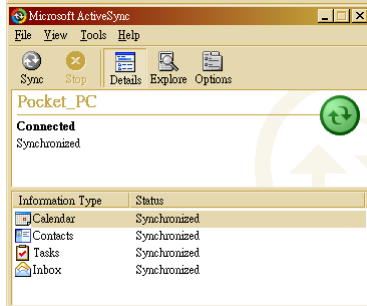 Microsoft ActiveSync
File View Tools Help
Sync Stop Details Explore Options
Pocket_PC
Connected
Synchronized
Information Type Status
Calendar Synchronized
Contacts Synchronized
Tasks Synchronized
Inbox Synchronized